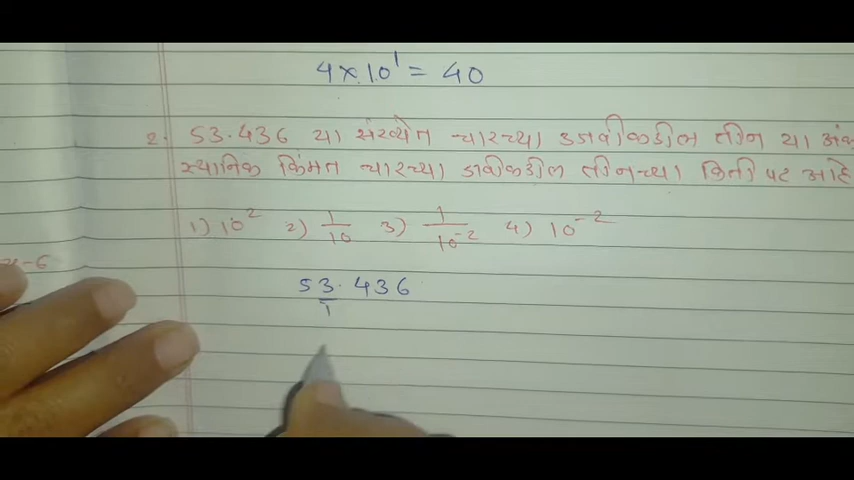 4 × 10¹ = 40
2. 53.436 या संख्येत चारच्या उजवीकडील तीन या अंक
स्थानिक किंमत चारच्या डावीकडील तीनच्या किती पट आहे
1) 10² 2) 1/10 3) 1/10⁻² 4) 10⁻²
53.436